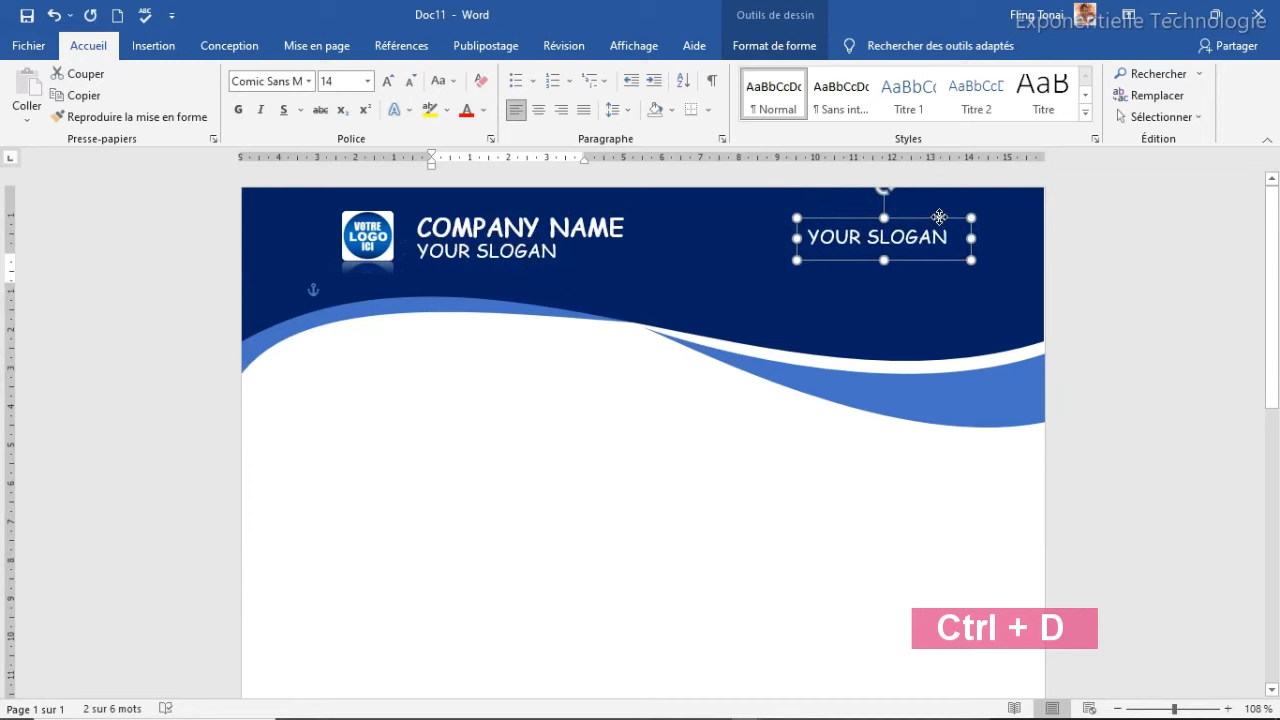 Doc11 - Word
Outils de dessin
Fling Tonai
Exponentielle Technologie
Fichier Accueil Insertion Conception Mise en page Références Publipostage Révision Affichage Aide Format de forme Rechercher des outils adaptés Partager
Coller
Couper
Copier
Reproduire la mise en forme
Presse-papiers
Comic Sans M 14
Police
Paragraphe
AaBbCcDc AaBbCcDc AaBbCc AaBbCcD AaB
¶ Normal ¶ Sans int... Titre 1 Titre 2 Titre
Styles
Rechercher
Remplacer
Sélectionner
Édition
VOTRE
LOGO
ICI
COMPANY NAME
YOUR SLOGAN
YOUR SLOGAN
Ctrl + D
Page 1 sur 1 2 sur 6 mots 108 %